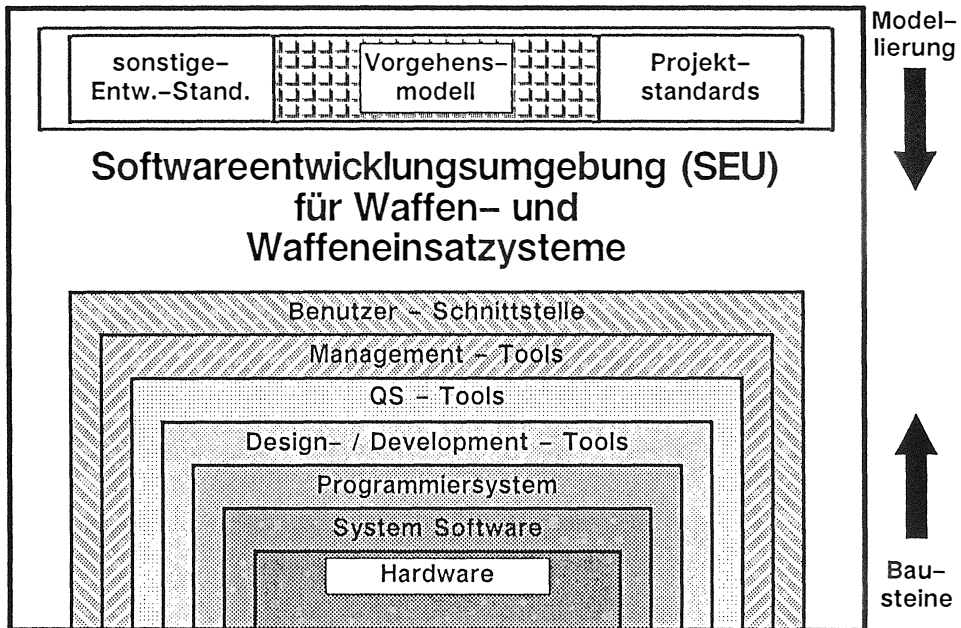 sonstige-
Entw.-Stand.
Vorgehens-
modell
Projekt-
standards
Model-
lierung
Softwareentwicklungsumgebung (SEU)
für Waffen- und
Waffeneinsatzysteme
Benutzer - Schnittstelle
Management - Tools
QS - Tools
Design- / Development - Tools
Programmiersystem
System Software
Hardware
Bau-
steine